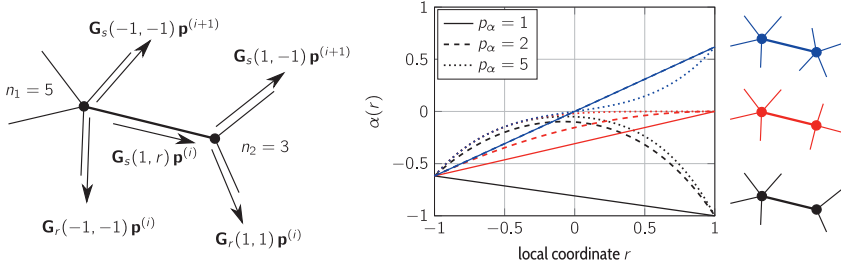 G_s(−1, −1) p^(i+1)
G_s(1, −1) p^(i+1)
n_1 = 5
G_s(1, r) p^(i)
n_2 = 3
G_r(−1, −1) p^(i)
G_r(1, 1) p^(i)
1
0.5
0
−0.5
−1
α(r)
p_α = 1
p_α = 2
p_α = 5
−1
−0.5
0
0.5
1
local coordinate r